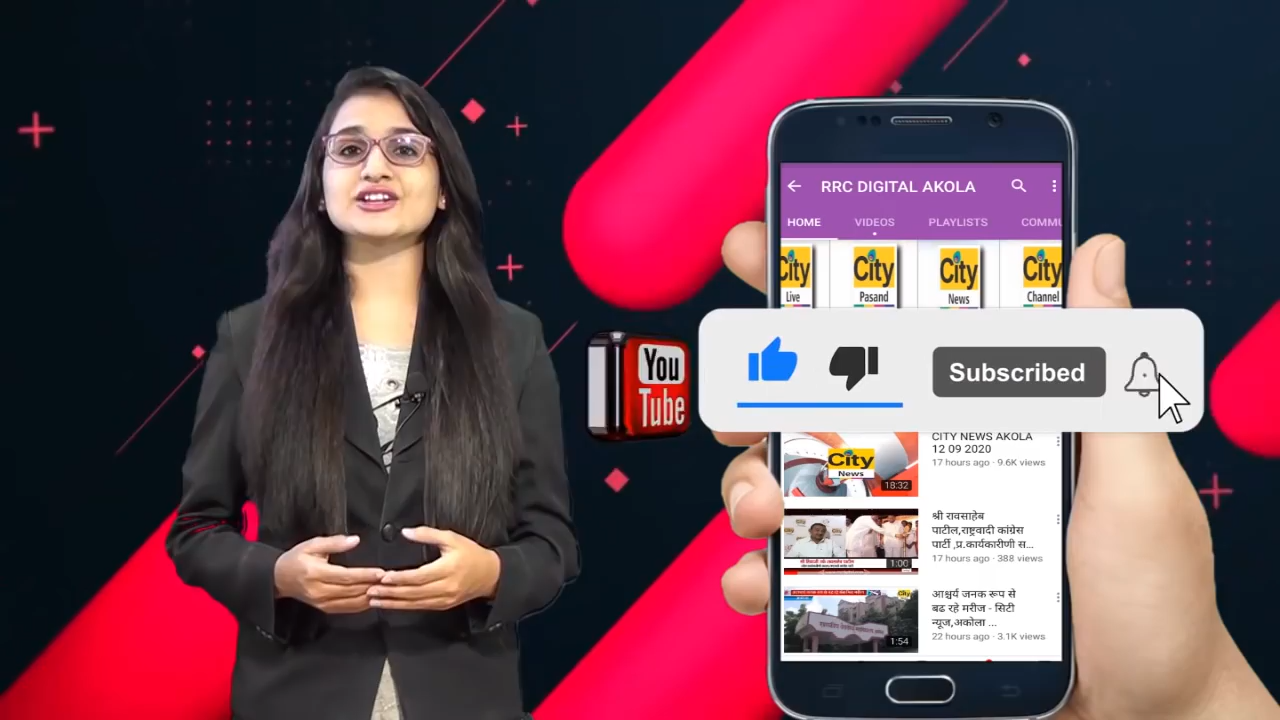 RRC DIGITAL AKOLA
HOME VIDEOS PLAYLISTS COMMU
City Live
City Pasand
City News
City Channel
You
Tube
Subscribed
CITY NEWS AKOLA
12 09 2020
17 hours ago · 9.6K views
City
News
18:32
श्री रावसाहेब
पाटील,राष्ट्रवादी कांग्रेस
पार्टी ,प्र.कार्यकारीणी स...
17 hours ago · 388 views
1:00
आश्चर्य जनक रूप से
बढ रहे मरीज - सिटी
न्यूज,अकोला ...
22 hours ago · 3.1K views
City
1:54